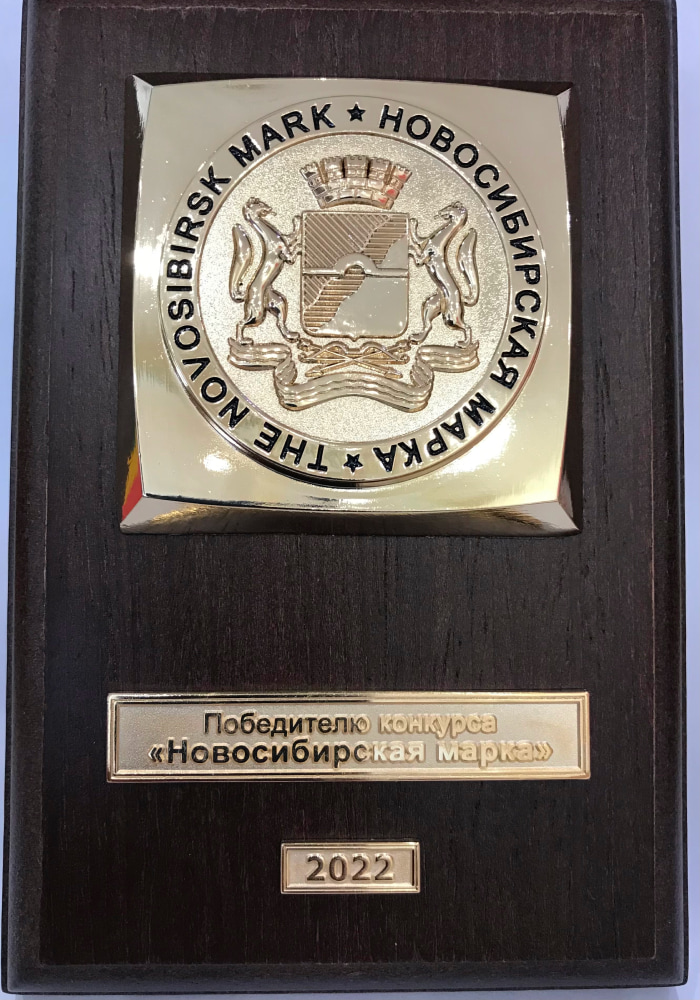 THE NOVOSIBIRSK MARK ★ НОВОСИБИРСКАЯ МАРКА ★
Победителю конкурса
«Новосибирская марка»
2022